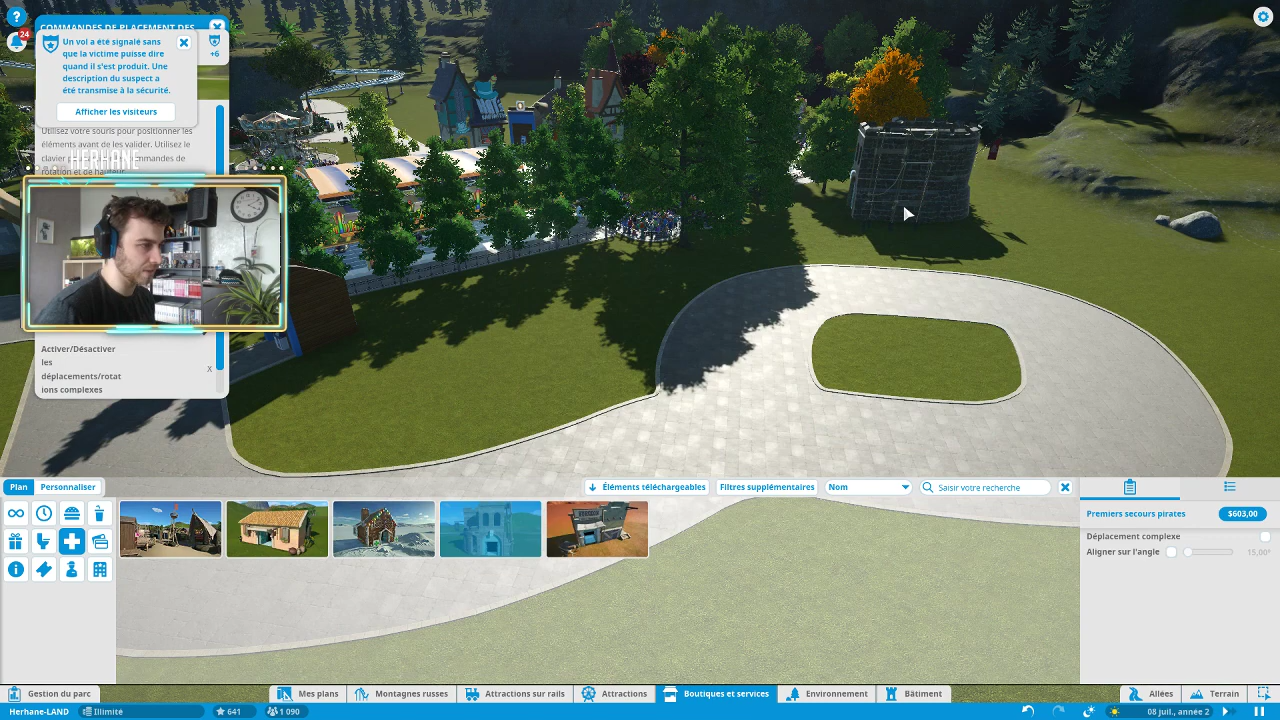 ?
COMMANDES DE PLACEMENT DES
24
Un vol a été signalé sans
que la victime puisse dire
quand il s'est produit. Une
description du suspect a
été transmise à la sécurité.
+6
Afficher les visiteurs
Utilisez votre souris pour positionner les
éléments avant de les valider. Utilisez le
HERHANE
Activer/Désactiver
les
déplacements/rotat
ions complexes
X
Plan
Personnaliser
Éléments téléchargeables
Filtres supplémentaires
Nom
Saisir votre recherche
Premiers secours pirates
$603,00
Déplacement complexe
Aligner sur l'angle
15,00°
Gestion du parc
Mes plans
Montagnes russes
Attractions sur rails
Attractions
Boutiques et services
Environnement
Bâtiment
Allées
Terrain
Herhane-LAND
Illimité
641
1 090
08 juil., année 2